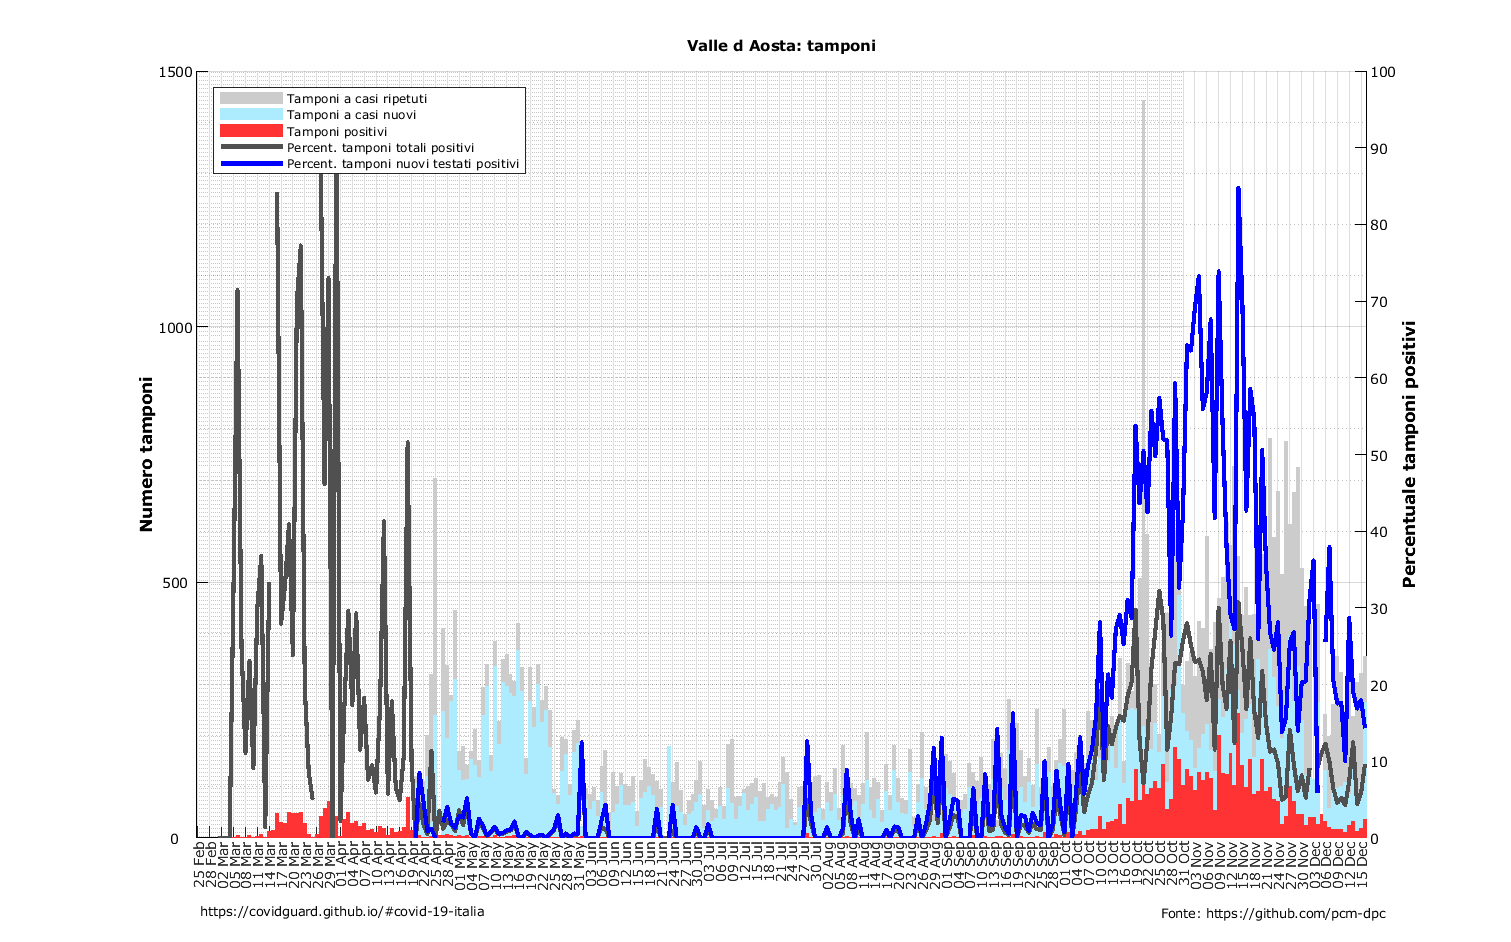 Valle d Aosta: tamponi
1500
1000
500
0
100
90
80
70
60
50
40
30
20
10
0
Numero tamponi
Percentuale tamponi positivi
Tamponi a casi ripetuti
Tamponi a casi nuovi
Tamponi positivi
Percent. tamponi totali positivi
Percent. tamponi nuovi testati positivi
25 Feb
28 Feb
02 Mar
05 Mar
08 Mar
11 Mar
14 Mar
17 Mar
20 Mar
23 Mar
26 Mar
29 Mar
01 Apr
04 Apr
07 Apr
10 Apr
13 Apr
16 Apr
19 Apr
22 Apr
25 Apr
28 Apr
01 May
04 May
07 May
10 May
13 May
16 May
19 May
22 May
25 May
28 May
31 May
03 Jun
06 Jun
09 Jun
12 Jun
15 Jun
18 Jun
21 Jun
24 Jun
27 Jun
30 Jun
03 Jul
06 Jul
09 Jul
12 Jul
15 Jul
18 Jul
21 Jul
24 Jul
27 Jul
30 Jul
02 Aug
05 Aug
08 Aug
11 Aug
14 Aug
17 Aug
20 Aug
23 Aug
26 Aug
29 Aug
01 Sep
04 Sep
07 Sep
10 Sep
13 Sep
16 Sep
19 Sep
22 Sep
25 Sep
28 Sep
01 Oct
04 Oct
07 Oct
10 Oct
13 Oct
16 Oct
19 Oct
22 Oct
25 Oct
28 Oct
31 Oct
03 Nov
06 Nov
09 Nov
12 Nov
15 Nov
18 Nov
21 Nov
24 Nov
27 Nov
30 Nov
03 Dec
06 Dec
09 Dec
12 Dec
15 Dec
https://covidguard.github.io/#covid-19-italia
Fonte: https://github.com/pcm-dpc